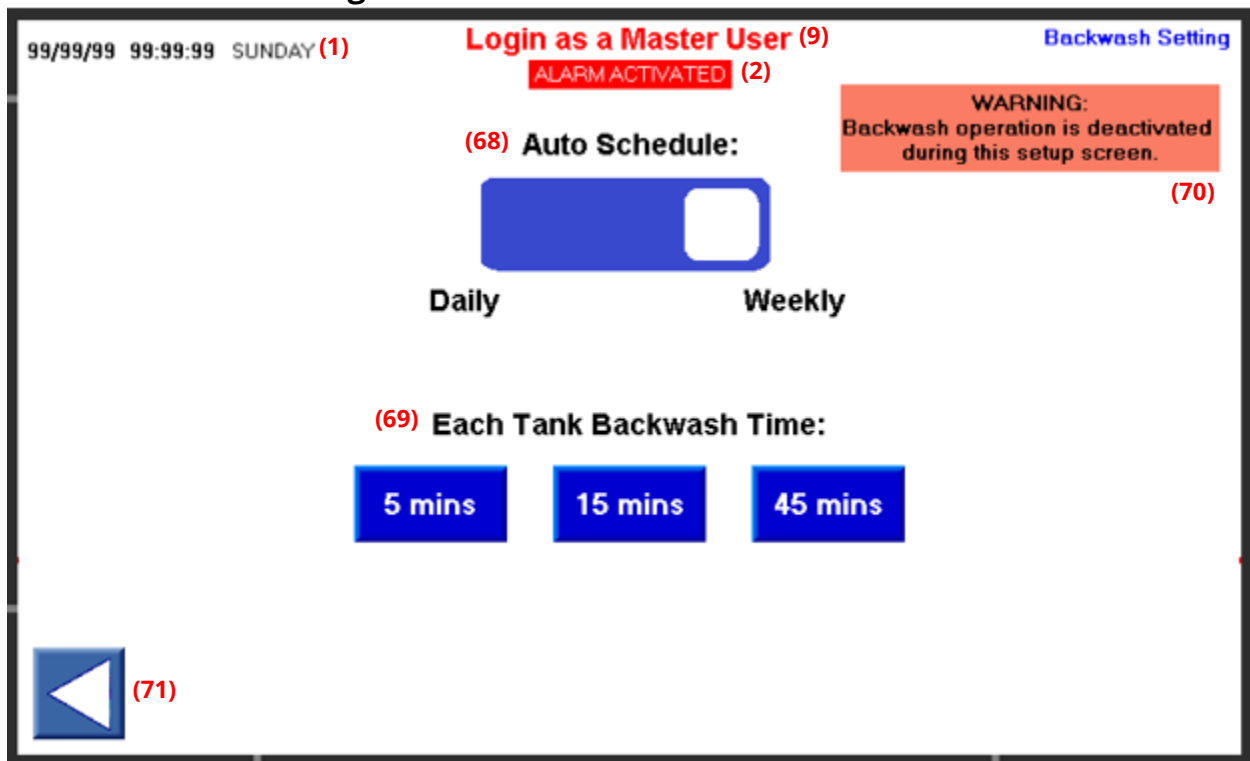 99/99/99 99:99:99 SUNDAY (1)
Login as a Master User (9)
Backwash Setting
ALARM ACTIVATED (2)
WARNING:
Backwash operation is deactivated
during this setup screen.
(70)
(68) Auto Schedule:
Daily Weekly
(69) Each Tank Backwash Time:
5 mins 15 mins 45 mins
(71)